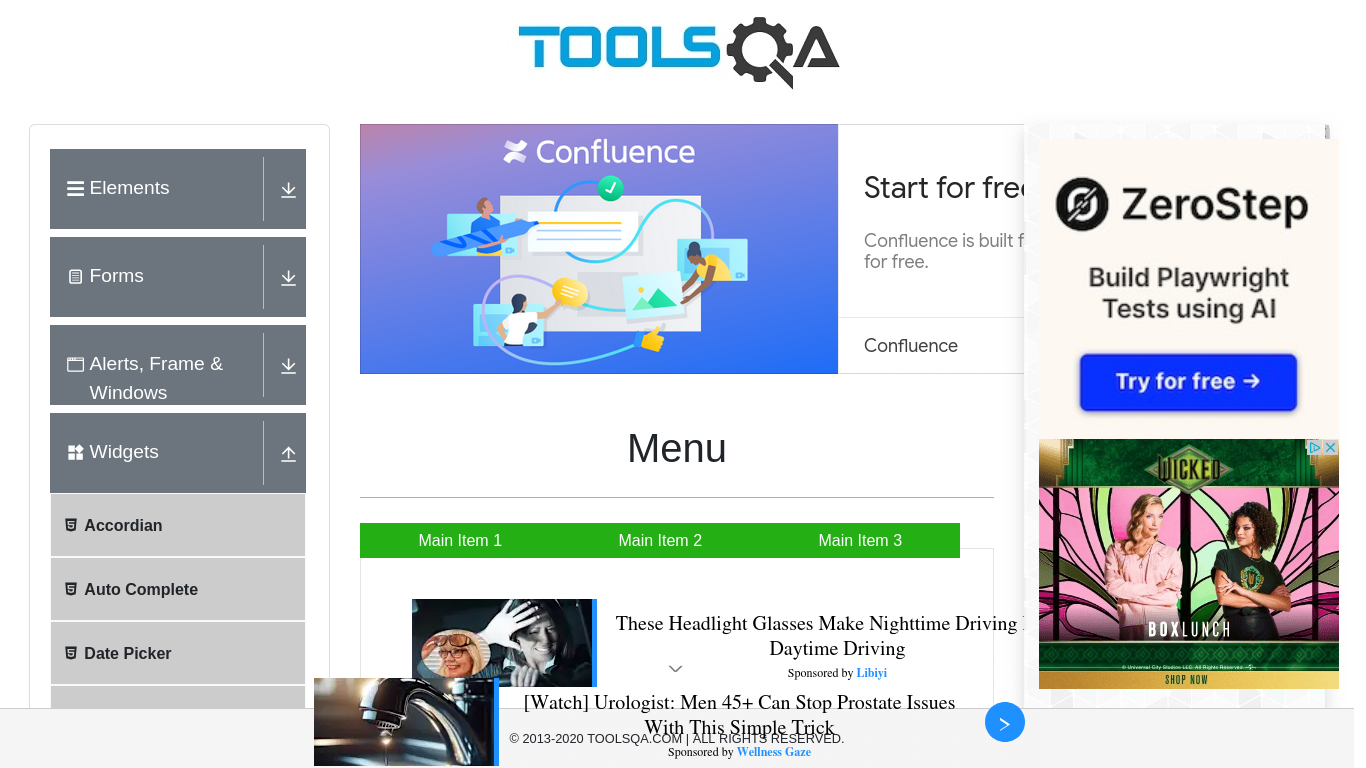 TOOLSQA
Elements
Forms
Alerts, Frame &
Windows
Widgets
Accordian
Auto Complete
Date Picker
Confluence
Start for free
Confluence is built f
for free.
Confluence
Menu
Main Item 1
Main Item 2
Main Item 3
These Headlight Glasses Make Nighttime Driving
Daytime Driving
Sponsored by Libiyi
[Watch] Urologist: Men 45+ Can Stop Prostate Issues
With This Simple Trick
Sponsored by Wellness Gaze
© 2013-2020 TOOLSQA.COM | ALL RIGHTS RESERVED.
ZeroStep
Build Playwright
Tests using AI
Try for free →
WICKED
BOXLUNCH
© Universal City Studios LLC. All Rights Reserved.
SHOP NOW